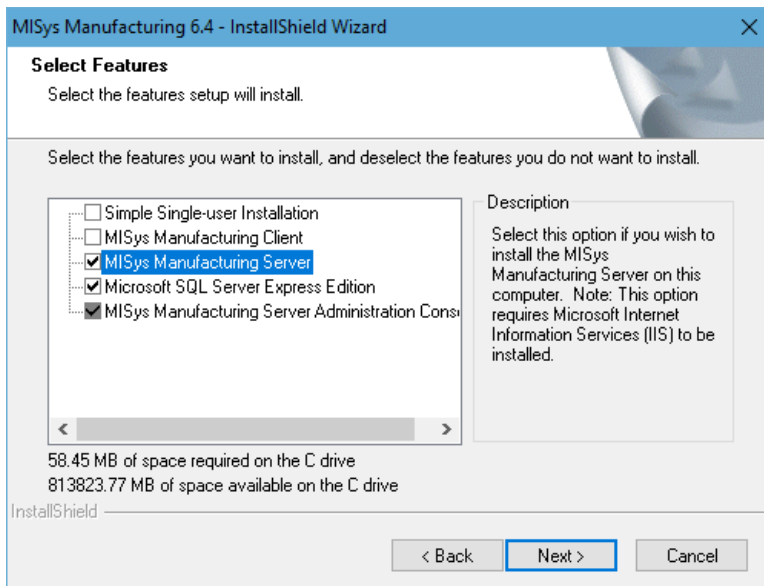 MISys Manufacturing 6.4 - InstallShield Wizard
Select Features
Select the features setup will install.
Select the features you want to install, and deselect the features you do not want to install.
Simple Single-user Installation
MISys Manufacturing Client
MISys Manufacturing Server
Microsoft SQL Server Express Edition
MISys Manufacturing Server Administration Cons
Description
Select this option if you wish to
install the MISys
Manufacturing Server on this
computer. Note: This option
requires Microsoft Internet
Information Services (IIS) to be
installed.
58.45 MB of space required on the C drive
813823.77 MB of space available on the C drive
InstallShield
< Back
Next >
Cancel